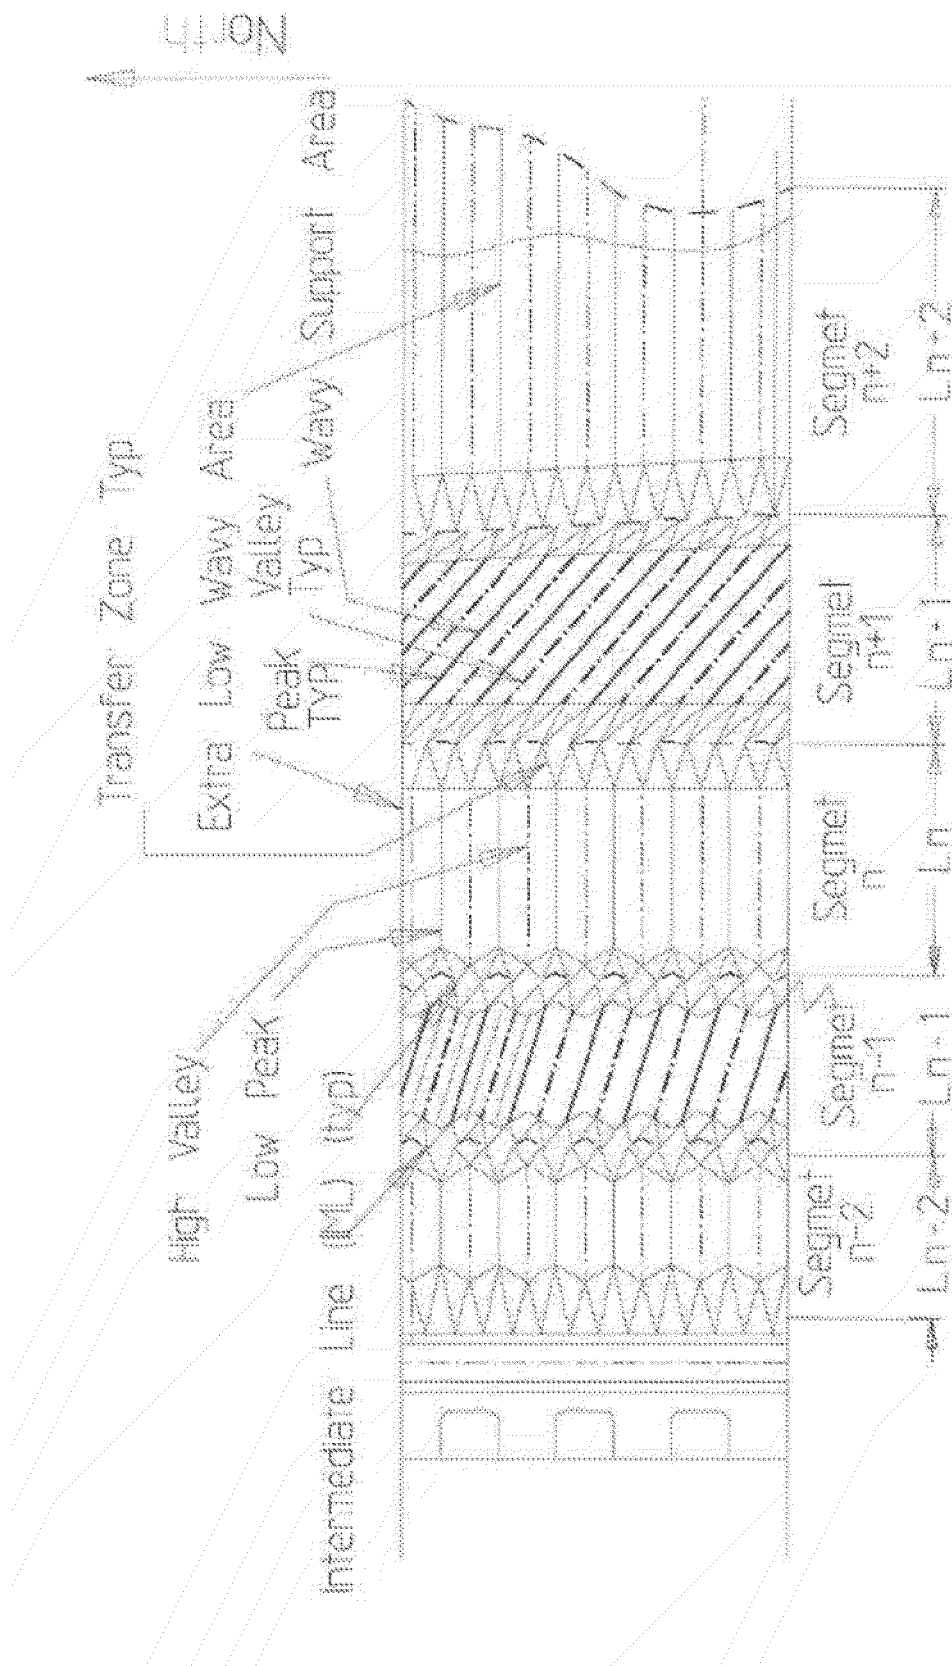 North
Transfer Zone Typ
Extra Low Wavy Area
Peak
TYP
Valley
Typ
Wavy Support Area
High Valley
Low Peak
Intermediate Line (IML) (typ)
Segmet
n-2
Segmet
n-1
Segmet
n
Segmel
n+1
Segmet
n+2
Ln-2
Ln-1
Ln
Ln+1
Ln+2